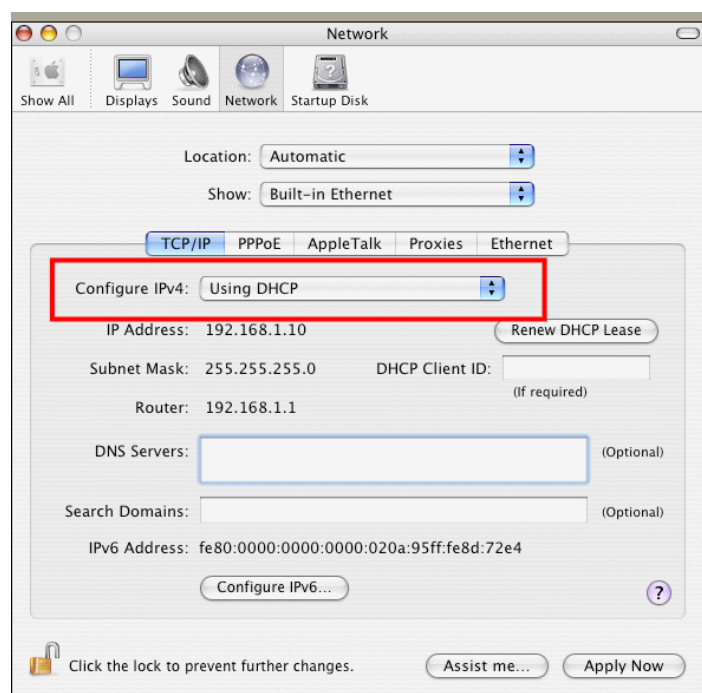 Network
Show All Displays Sound Network Startup Disk
Location: Automatic
Show: Built-in Ethernet
TCP/IP PPPoE AppleTalk Proxies Ethernet
Configure IPv4: Using DHCP
IP Address: 192.168.1.10 Renew DHCP Lease
Subnet Mask: 255.255.255.0 DHCP Client ID:
(If required)
Router: 192.168.1.1
DNS Servers: (Optional)
Search Domains: (Optional)
IPv6 Address: fe80:0000:0000:0000:020a:95ff:fe8d:72e4
Configure IPv6...
?
Click the lock to prevent further changes. Assist me... Apply Now